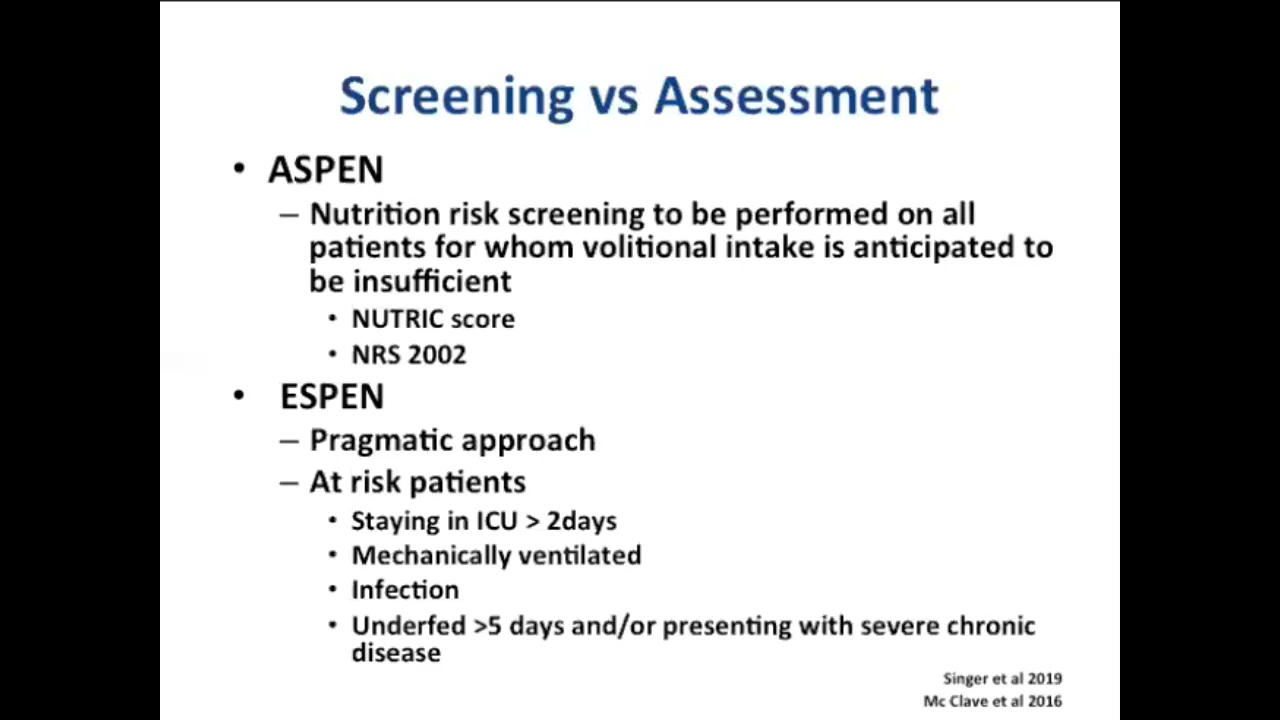 Screening vs Assessment
• ASPEN
– Nutrition risk screening to be performed on all
patients for whom volitional intake is anticipated to
be insufficient
• NUTRIC score
• NRS 2002
• ESPEN
– Pragmatic approach
– At risk patients
• Staying in ICU > 2days
• Mechanically ventilated
• Infection
• Underfed >5 days and/or presenting with severe chronic
disease
Singer et al 2019
Mc Clave et al 2016